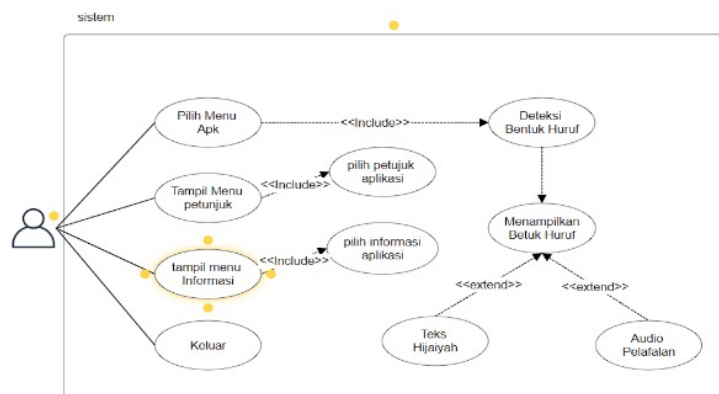 sistem
Pilih Menu
Apk
<<Include>>
Deteksi
Bentuk Huruf
Tampil Menu
petunjuk
<<Include>>
pilih petujuk
aplikasi
Menampilkan
Betuk Huruf
tampil menu
Informasi
<<Include>>
pilih informasi
aplikasi
<<extend>>
<<extend>>
Keluar
Teks
Hijaiyah
Audio
Pelafalan